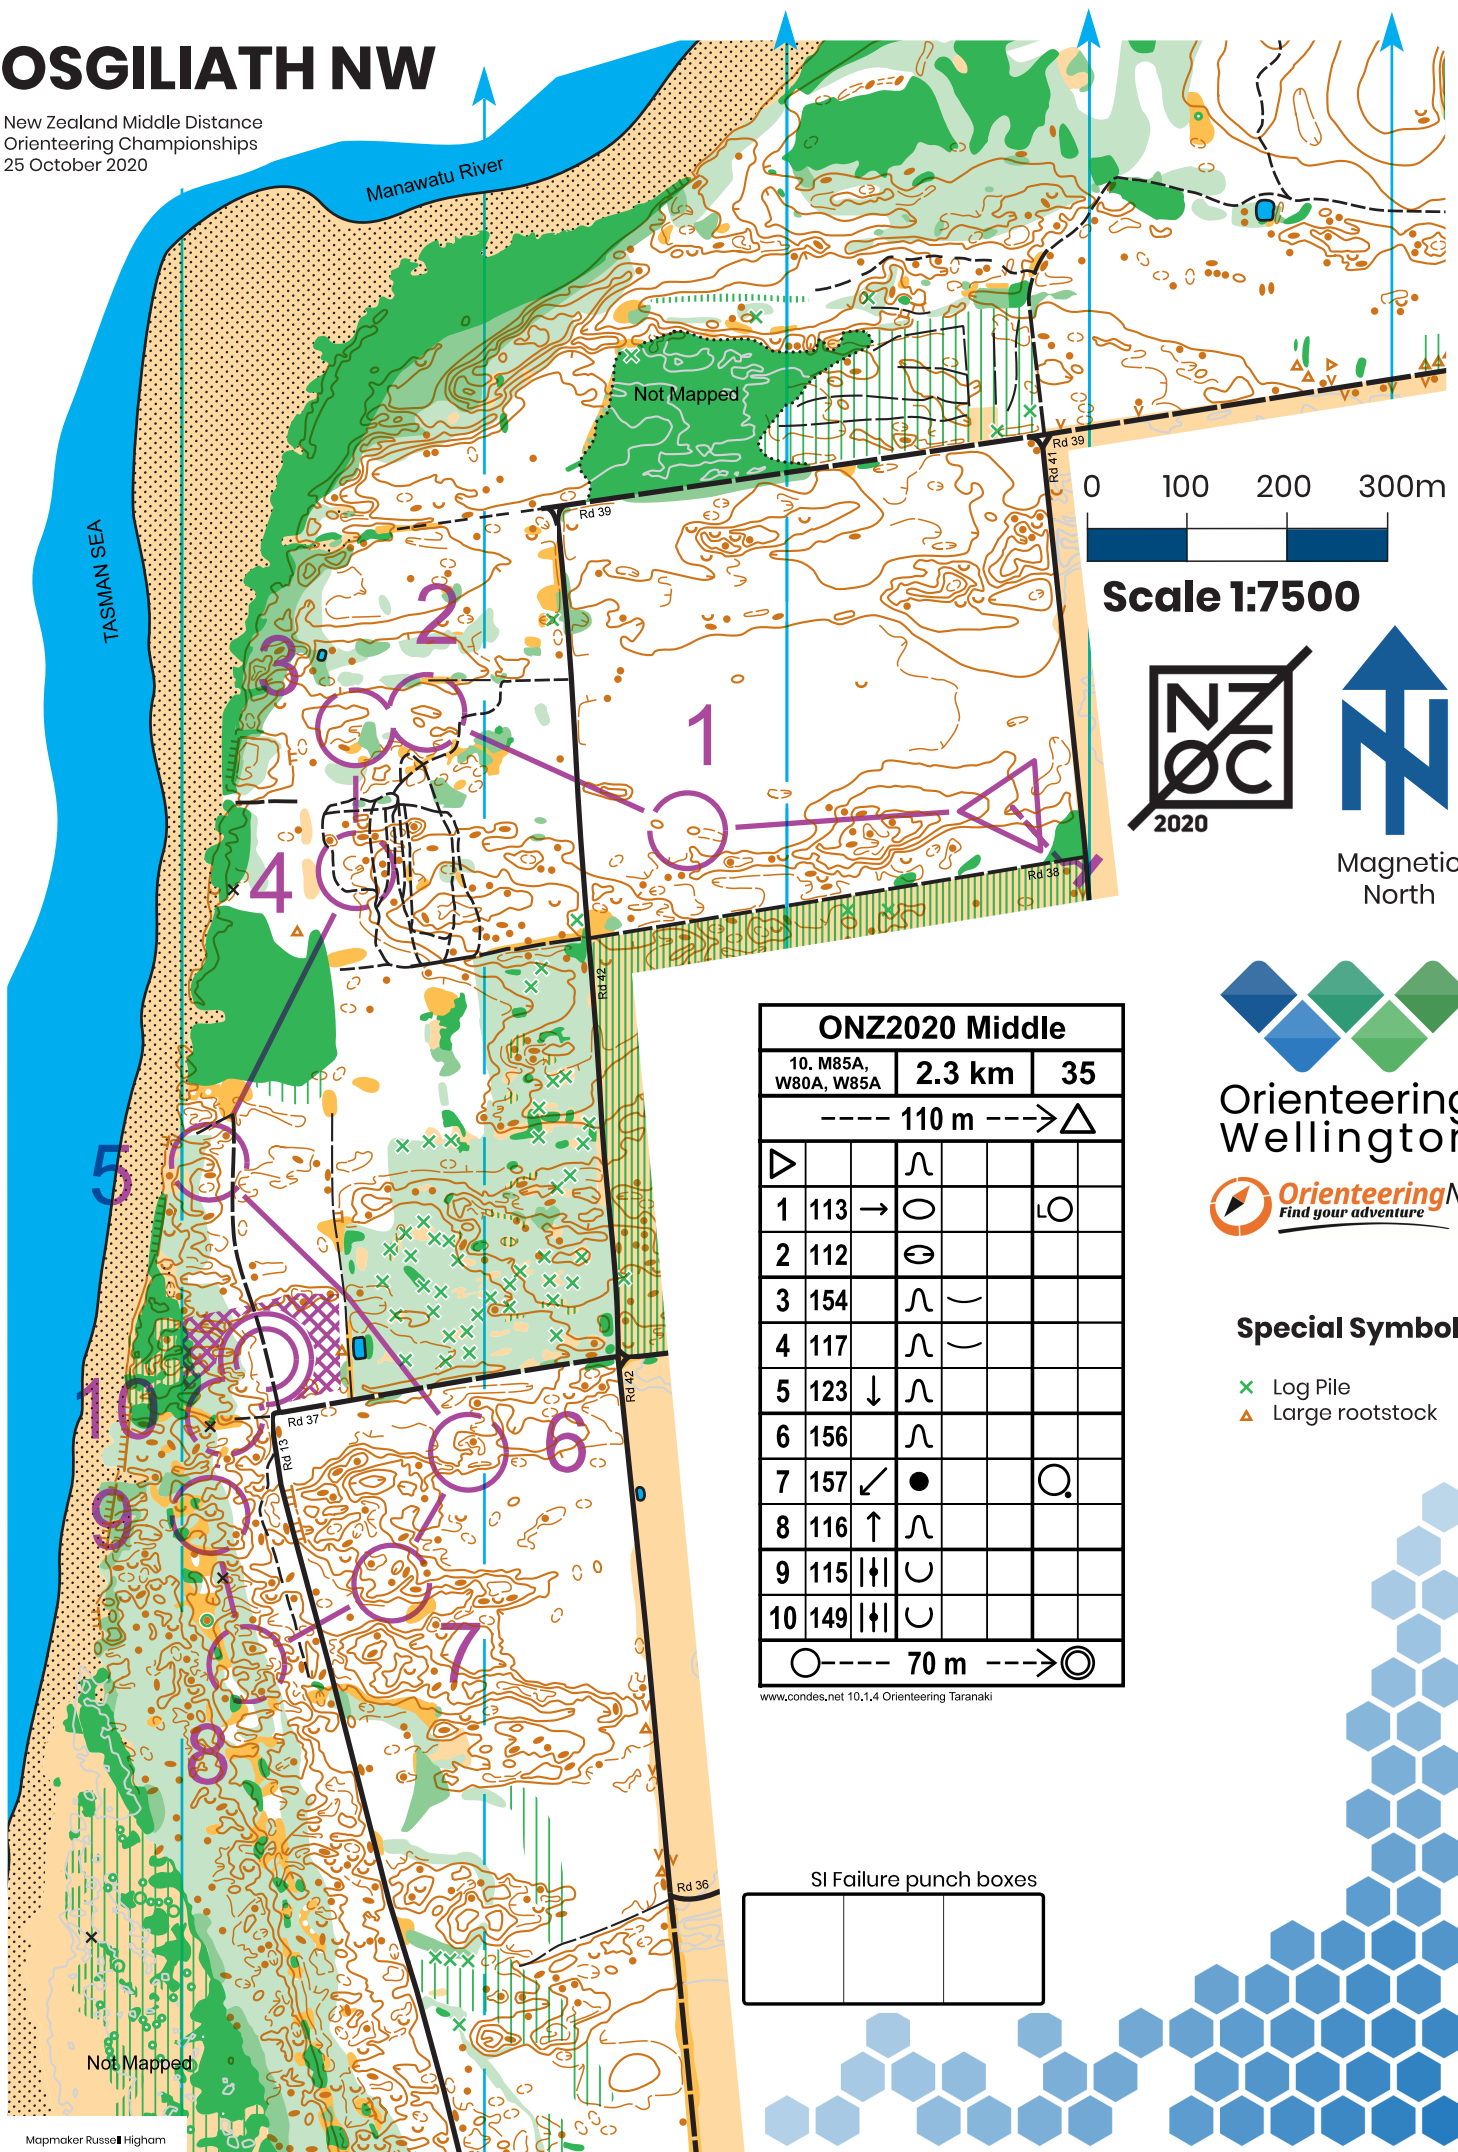 OSGILIATH NW
New Zealand Middle Distance
Orienteering Championships
25 October 2020
Manawatu River
TASMAN SEA
Not Mapped
Rd 39
Rd 41
Rd 39
0 100 200 300m
Scale 1:7500
NZ
OC
2020
Magnetic
North
N
2
3
1
4
Rd 38
Rd 42
Orienteering
Wellington
OrienteeringN
Find your adventure
5
ONZ2020 Middle
10. M85A,
W80A, W85A
2.3 km
35
110 m
1 113
2 112
3 154
4 117
5 123
6 156
7 157
8 116
9 115
10 149
70 m
www.condes.net 10.1.4 Orienteering Taranaki
Special Symbol
Log Pile
Large rootstock
10
Rd 37
Rd 13
Rd 42
6
9
7
8
Rd 36
SI Failure punch boxes
Not Mapped
Mapmaker Russell Higham